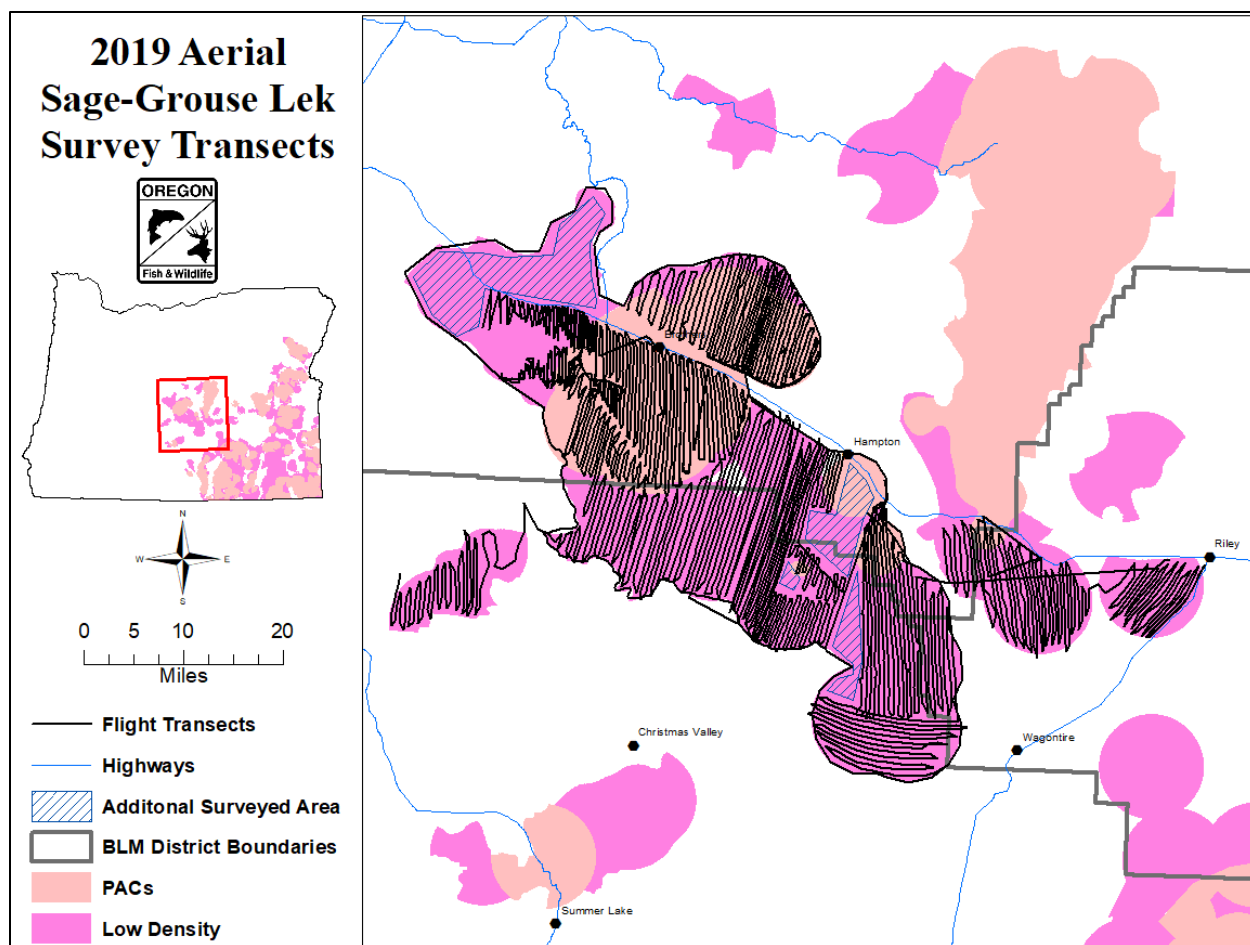 2019 Aerial
Sage-Grouse Lek
Survey Transects
OREGON
Fish & Wildlife
N
W
E
S
0 5 10 20
Miles
Flight Transects
Highways
Additonal Surveyed Area
BLM District Boundaries
PACs
Low Density
Brothers
Hampton
Riley
Christmas Valley
Wagontire
Summer Lake